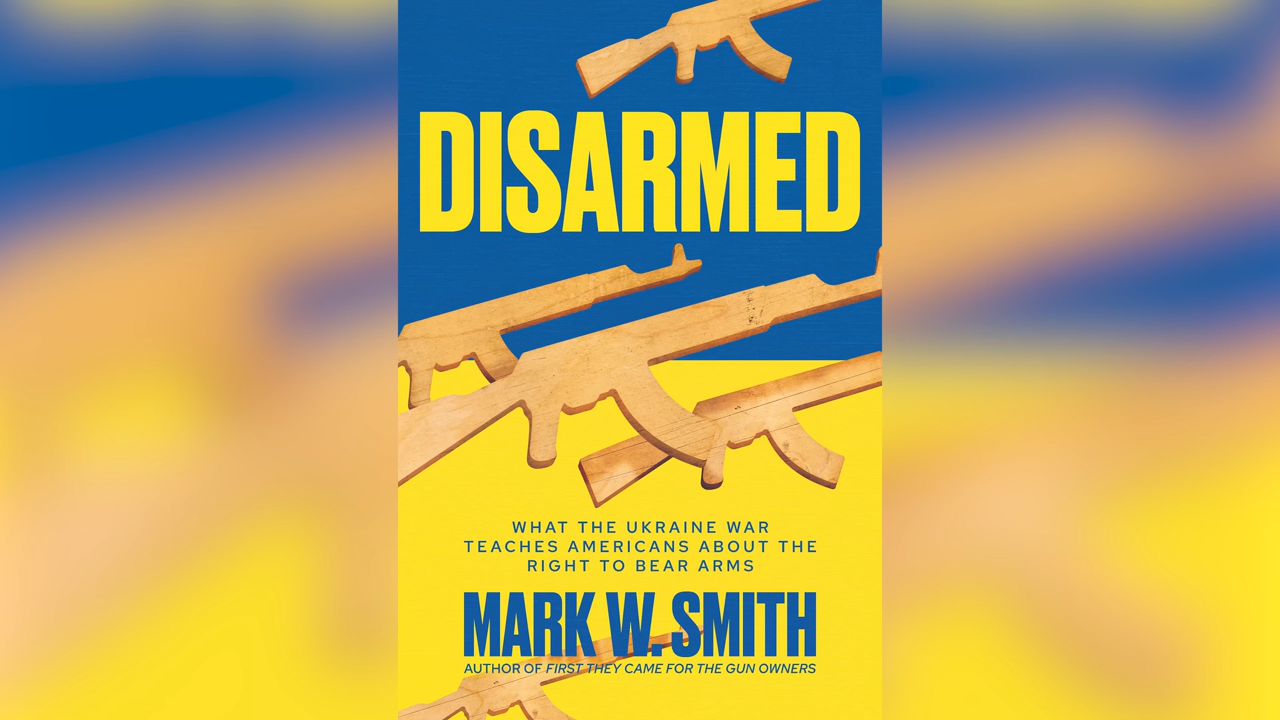 DISARMED
WHAT THE UKRAINE WAR
TEACHES AMERICANS ABOUT THE
RIGHT TO BEAR ARMS
MARK W. SMITH
AUTHOR OF FIRST THEY CAME FOR THE GUN OWNERS